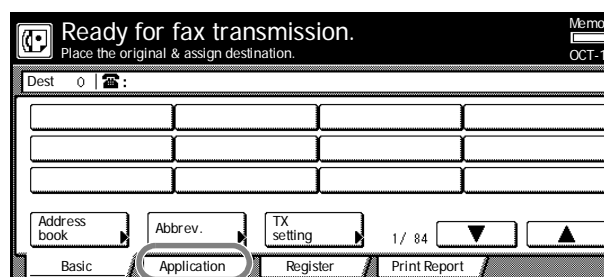 Ready for fax transmission.
Place the original & assign destination.
Memo
OCT-1
Dest 0 ☎:
Address book
Abbrev.
TX setting
1/ 84
Basic
Application
Register
Print Report